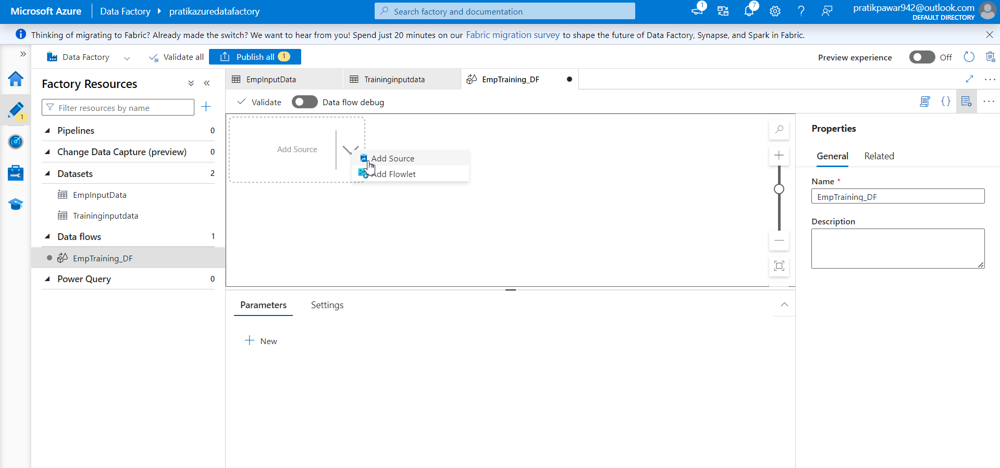 Microsoft Azure
Data Factory
pratikazuredatafactory
Search factory and documentation
1
7
pratikpawar942@outlook.com
DEFAULT DIRECTORY
Thinking of migrating to Fabric? Already made the switch? We want to hear from you! Spend just 20 minutes on our Fabric migration survey to shape the future of Data Factory, Synapse, and Spark in Fabric.
Data Factory
Validate all
Publish all 1
Preview experience
Off
1
Factory Resources
Filter resources by name
Pipelines 0
Change Data Capture (preview) 0
Datasets 2
EmpInputData
Traininginputdata
Data flows 1
EmpTraining_DF
Power Query 0
EmpInputData
Traininginputdata
EmpTraining_DF
Validate
Data flow debug
Add Source
Add Source
Add Flowlet
Parameters
Settings
New
Properties
General
Related
Name *
EmpTraining_DF
Description